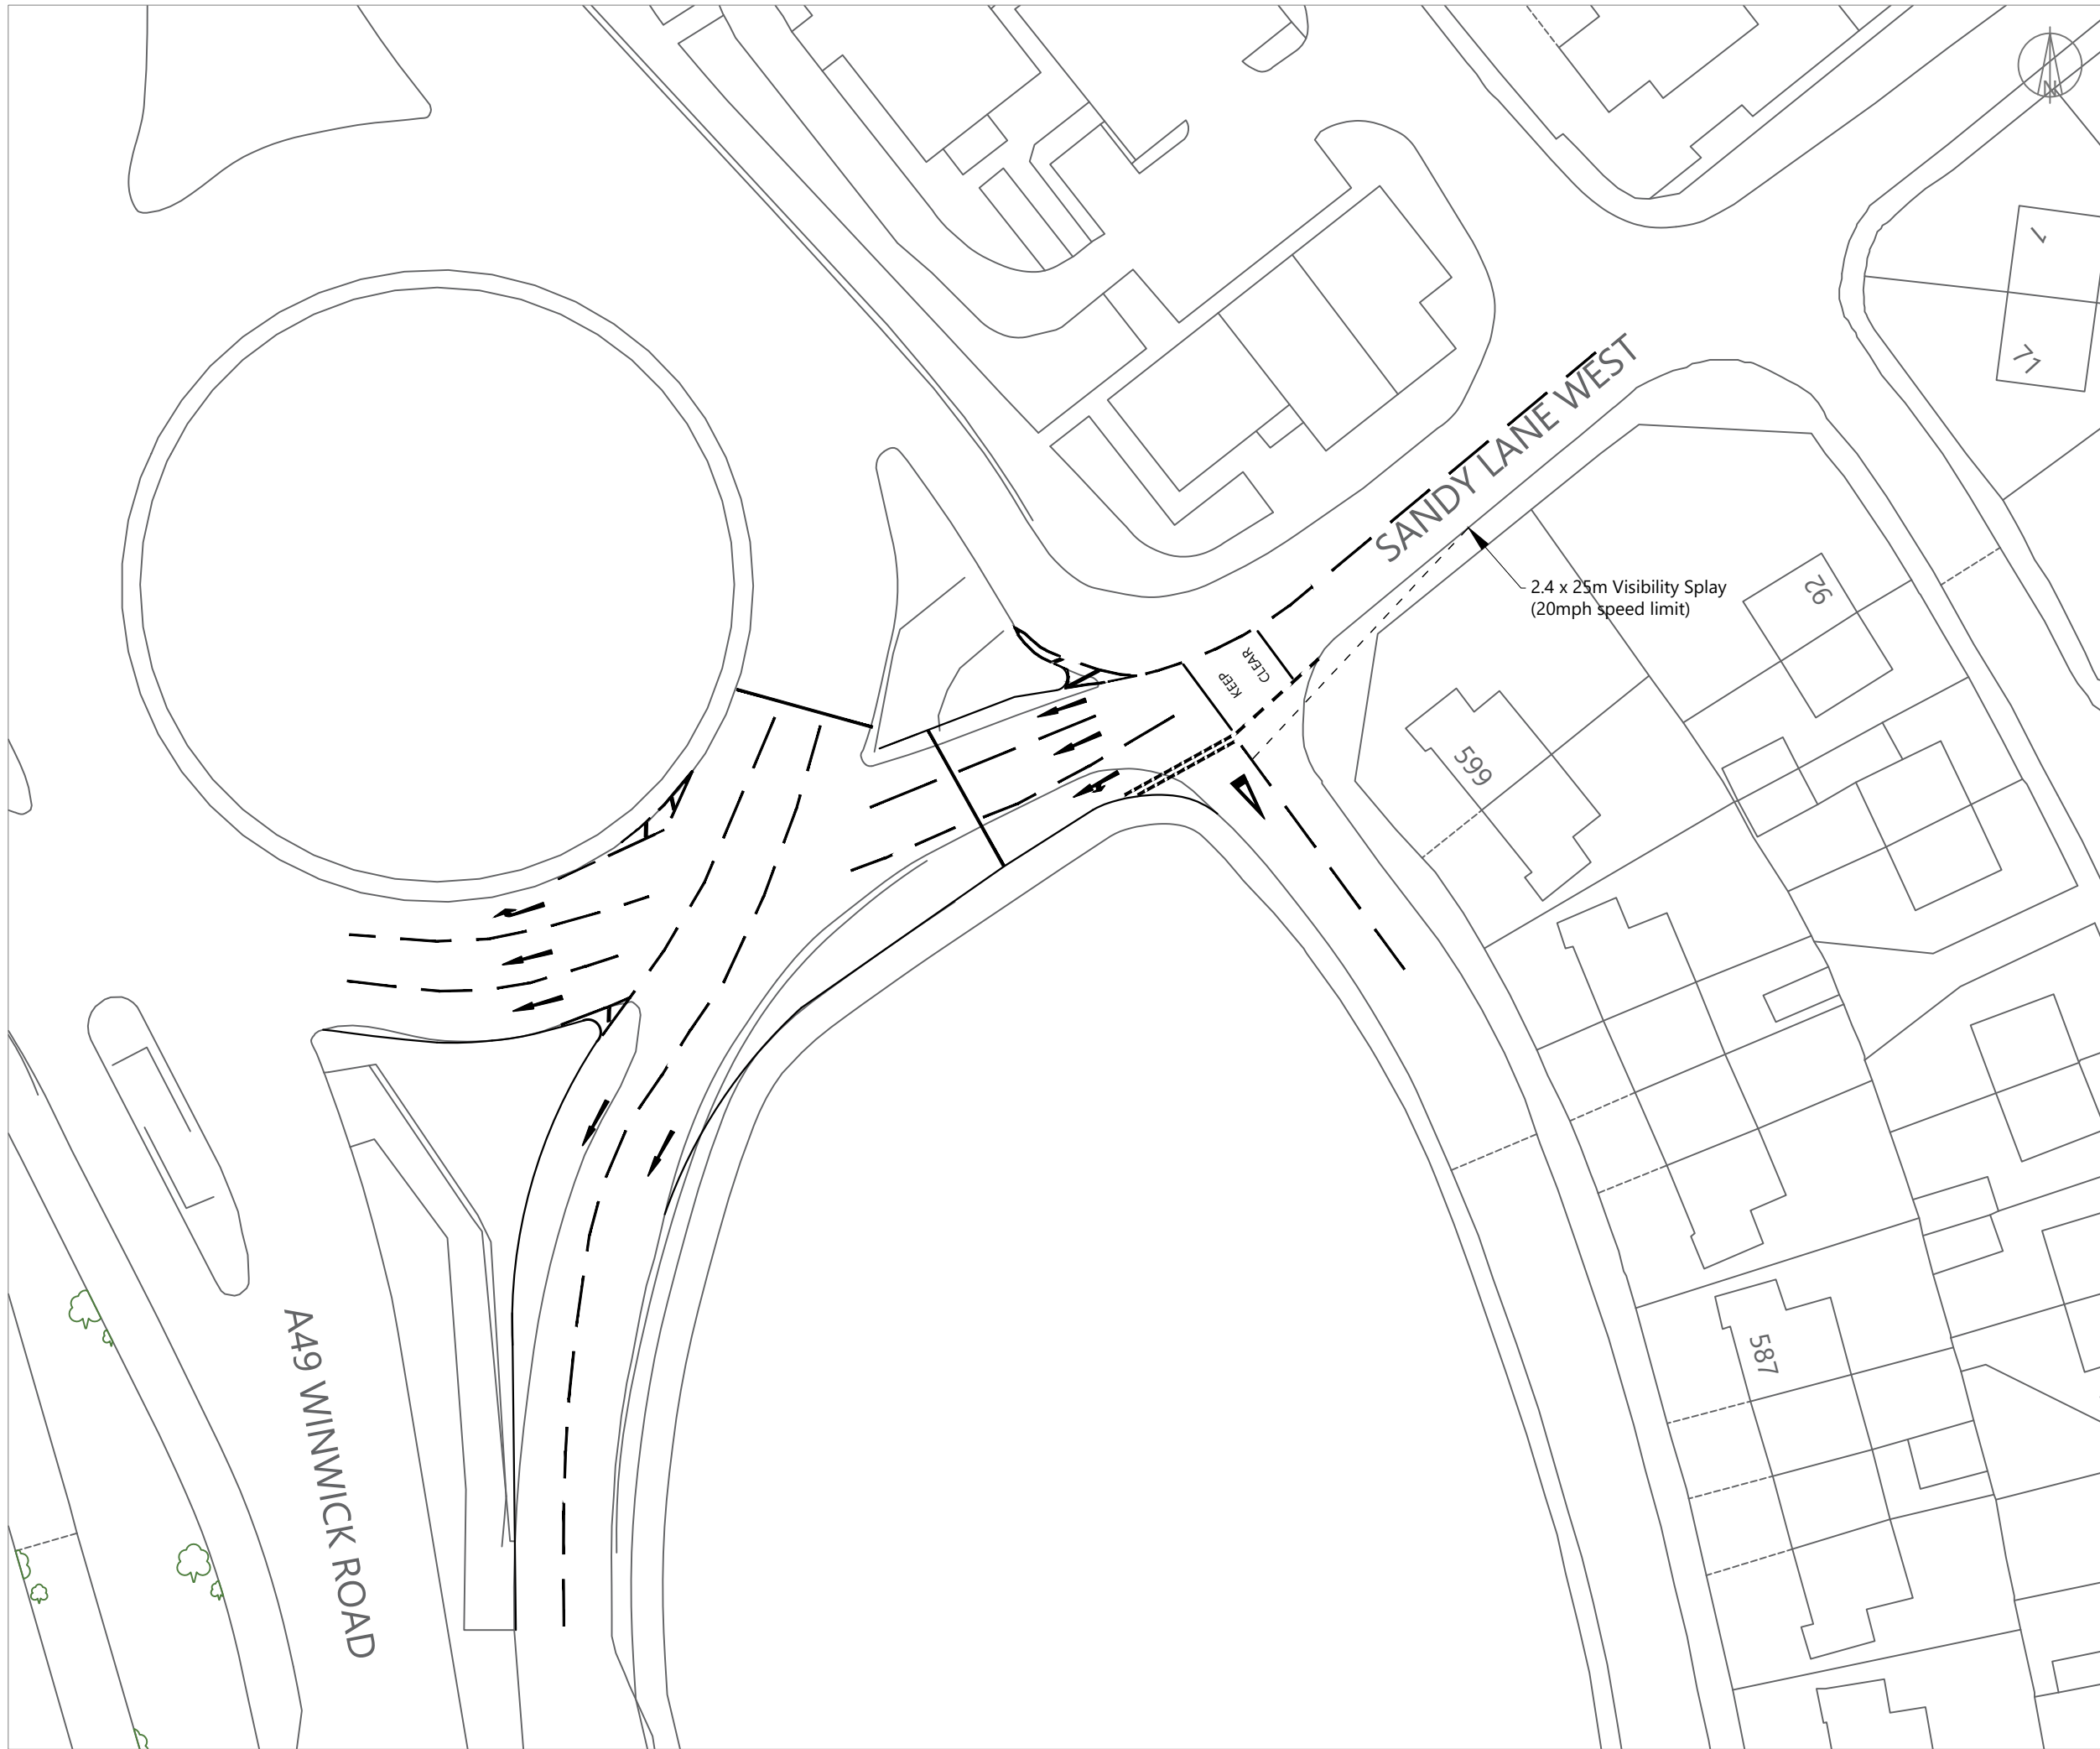 N
1
71
SANDY LANE WEST
2.4 x 25m Visibility Splay
(20mph speed limit)
92
KEEP
CLEAR
599
587
A49 WINWICK ROAD